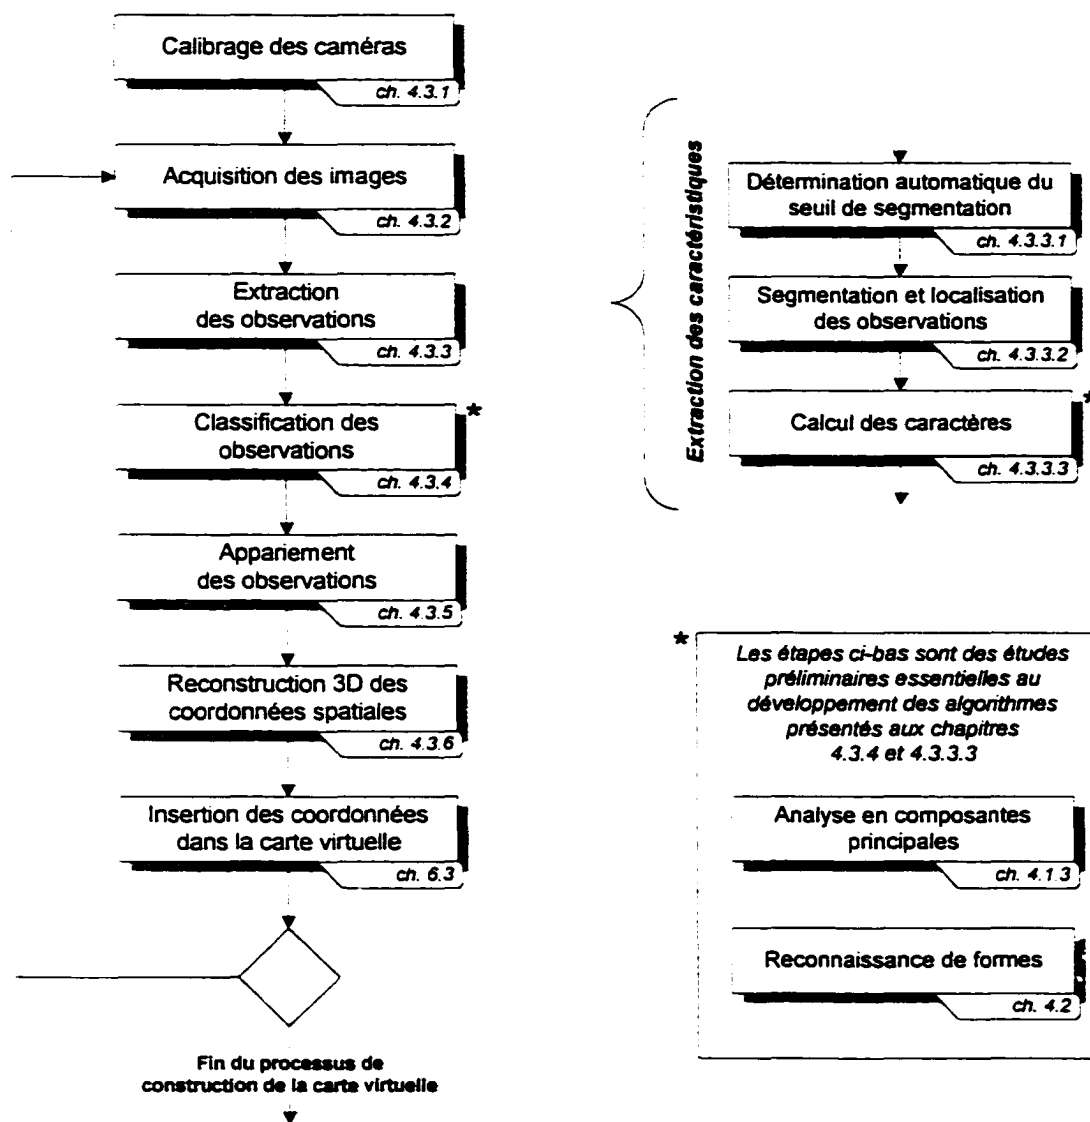 Calibrage des caméras
ch. 4.3.1
Acquisition des images
ch. 4.3.2
Extraction
des observations
ch. 4.3.3
Classification des
observations
*
ch. 4.3.4
Appariement
des observations
ch. 4.3.5
Reconstruction 3D des
coordonnées spatiales
ch. 4.3.6
Insertion des coordonnées
dans la carte virtuelle
ch. 6.3
Fin du processus de
construction de la carte virtuelle
Extraction des caractéristiques
Détermination automatique du
seuil de segmentation
ch. 4.3.3.1
Segmentation et localisation
des observations
ch. 4.3.3.2
Calcul des caractères
*
ch. 4.3.3.3
*
Les étapes ci-bas sont des études
préliminaires essentielles au
développement des algorithmes
présentés aux chapitres
4.3.4 et 4.3.3.3
Analyse en composantes
principales
ch. 4.1.3
Reconnaissance de formes
ch. 4.2